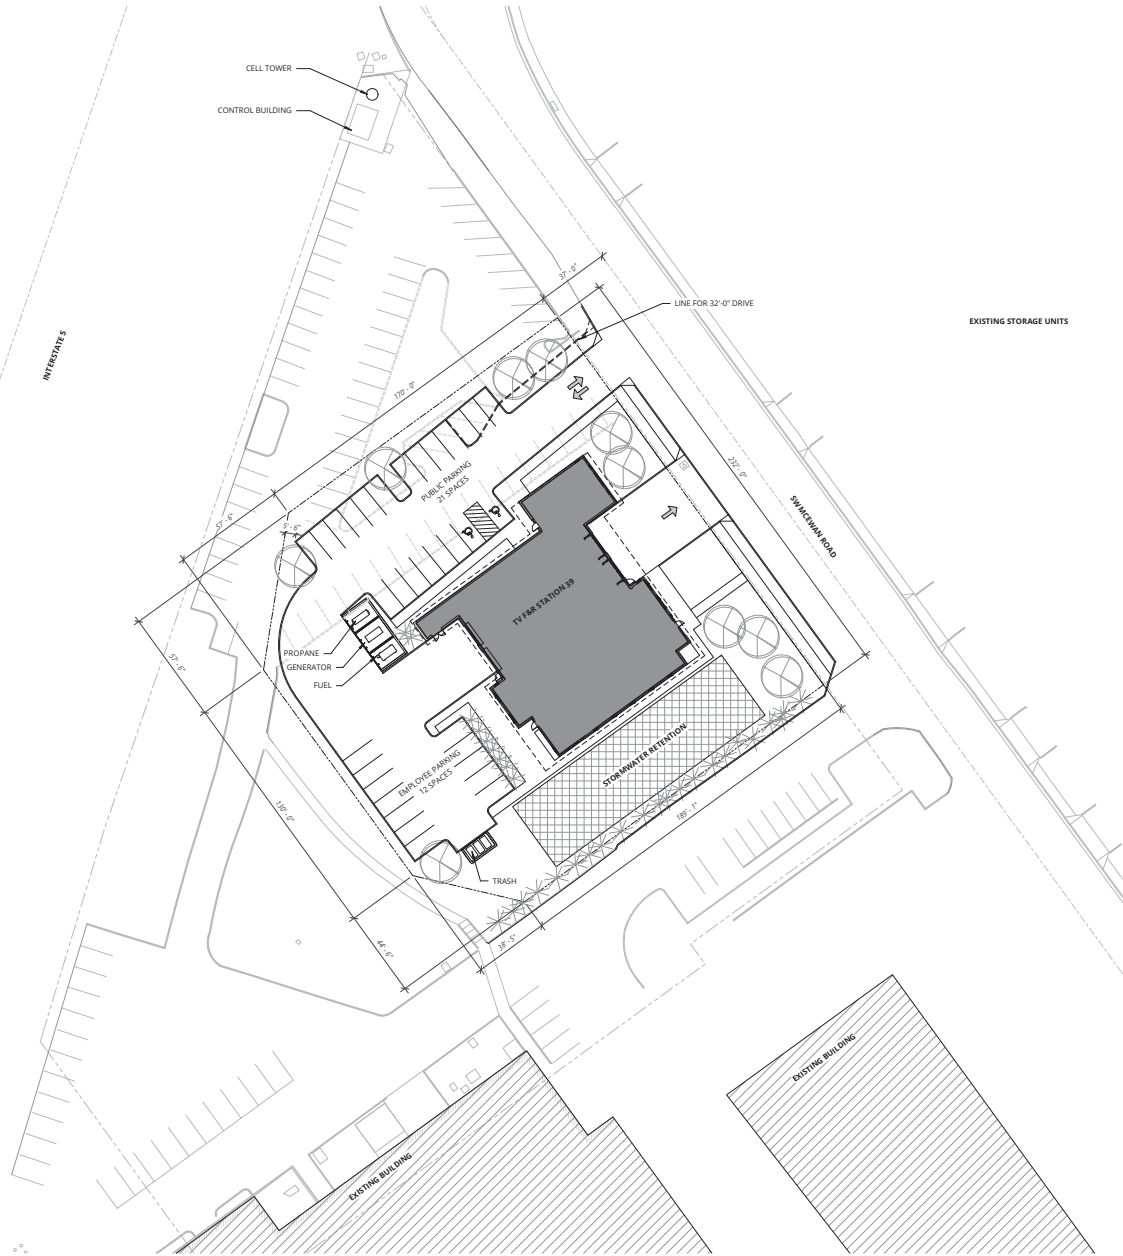 CELL TOWER
CONTROL BUILDING
37' - 0"
LINE FOR 32'-0" DRIVE
EXISTING STORAGE UNITS
INTERSTATE 5
170' - 0"
232' - 0"
PUBLIC PARKING
21 SPACES
57' - 6"
5' - 6"
SW MCEWAN ROAD
TV F&R STATION 39
PROPANE
GENERATOR
FUEL
57' - 6"
EMPLOYEE PARKING
12 SPACES
STORMWATER RETENTION
130' - 0"
189' - 1"
TRASH
38' - 5"
44' - 6"
EXISTING BUILDING
EXISTING BUILDING